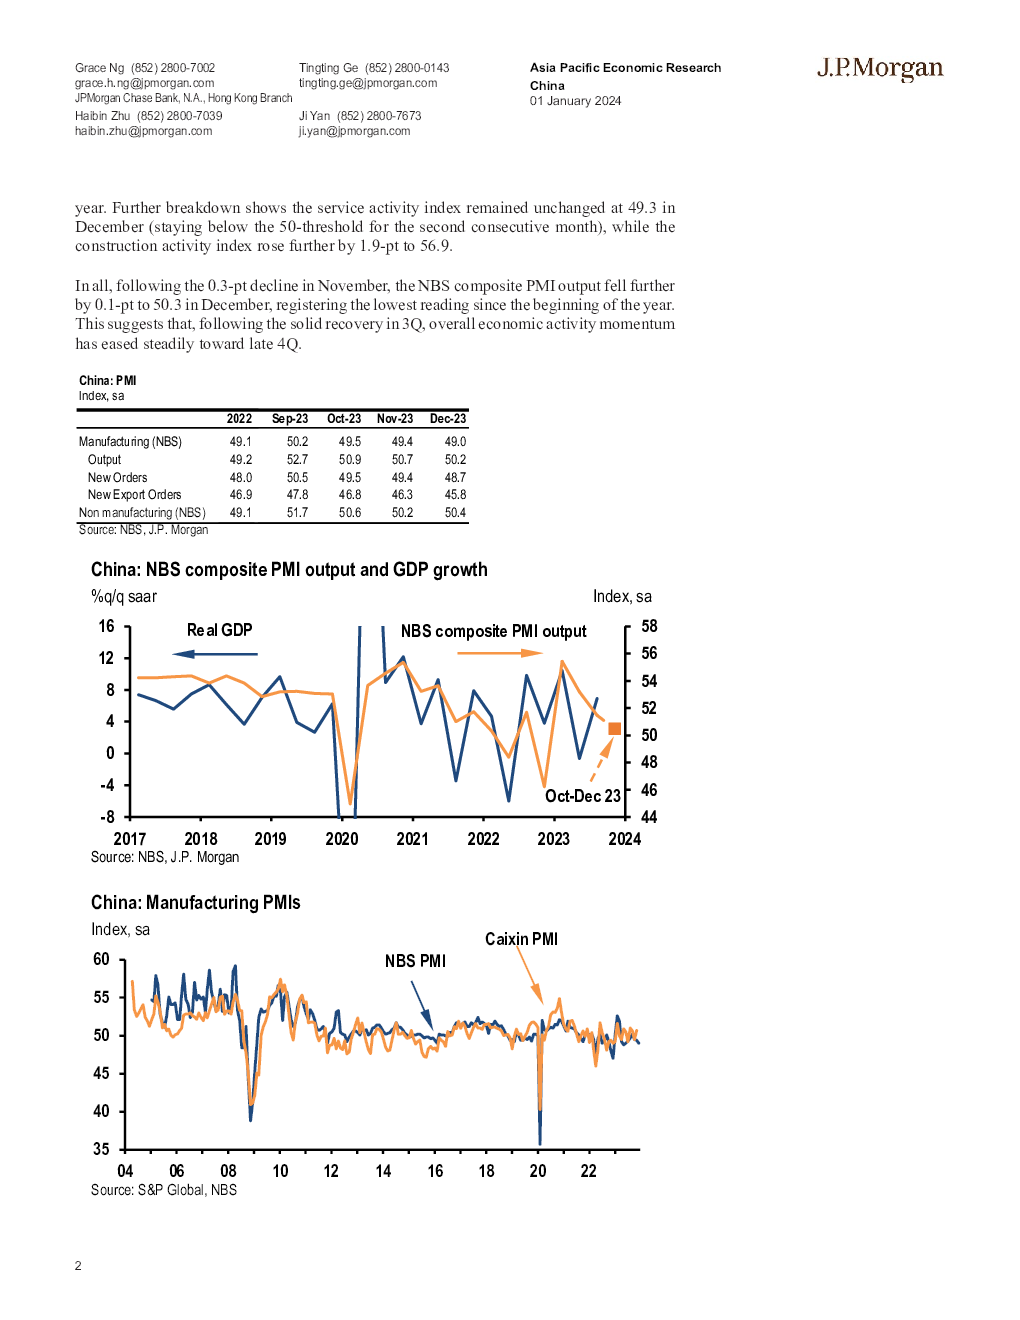 Grace Ng (852) 2800-7002
grace.h.ng@jpmorgan.com
JPMorgan Chase Bank, N.A., Hong Kong Branch
Haibin Zhu (852) 2800-7039
haibin.zhu@jpmorgan.com
Tingting Ge (852) 2800-0143
tingting.ge@jpmorgan.com
Ji Yan (852) 2800-7673
ji.yan@jpmorgan.com
Asia Pacific Economic Research
China
01 January 2024
J.P.Morgan
year. Further breakdown shows the service activity index remained unchanged at 49.3 in
December (staying below the 50-threshold for the second consecutive month), while the
construction activity index rose further by 1.9-pt to 56.9.
In all, following the 0.3-pt decline in November, the NBS composite PMI output fell further
by 0.1-pt to 50.3 in December, registering the lowest reading since the beginning of the year.
This suggests that, following the solid recovery in 3Q, overall economic activity momentum
has eased steadily toward late 4Q.
China: PMI
Index, sa
2022 Sep-23 Oct-23 Nov-23 Dec-23
Manufacturing (NBS) 49.1 50.2 49.5 49.4 49.0
Output 49.2 52.7 50.9 50.7 50.2
New Orders 48.0 50.5 49.5 49.4 48.7
New Export Orders 46.9 47.8 46.8 46.3 45.8
Non manufacturing (NBS) 49.1 51.7 50.6 50.2 50.4
Source: NBS, J.P. Morgan
China: NBS composite PMI output and GDP growth
%q/q saar Index, sa
Real GDP
NBS composite PMI output
16
12
8
4
0
-4
-8
58
56
54
52
50
48
46
44
Oct-Dec 23
2017 2018 2019 2020 2021 2022 2023 2024
Source: NBS, J.P. Morgan
China: Manufacturing PMIs
Index, sa
Caixin PMI
NBS PMI
60
55
50
45
40
35
04 06 08 10 12 14 16 18 20 22
Source: S&P Global, NBS
2